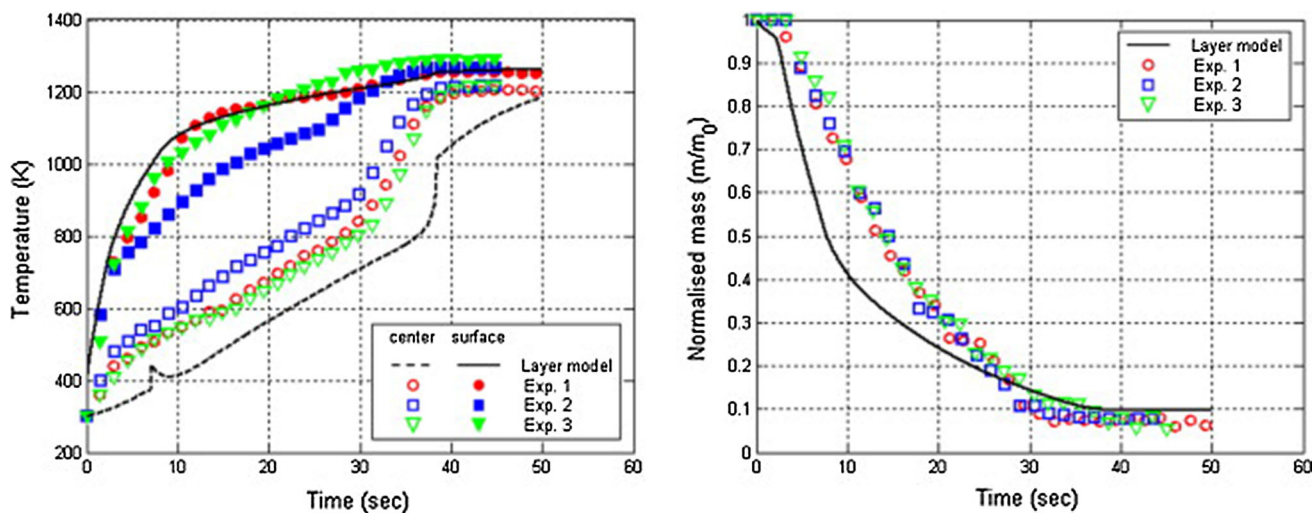 1400
1200
1000
800
600
400
200
0
10
20
30
40
50
60
Temperature (K)
Time (sec)
center surface
Layer model
Exp. 1
Exp. 2
Exp. 3
1
0.9
0.8
0.7
0.6
0.5
0.4
0.3
0.2
0.1
0
0
10
20
30
40
50
60
Normalised mass (m/m0)
Time (sec)
Layer model
Exp. 1
Exp. 2
Exp. 3